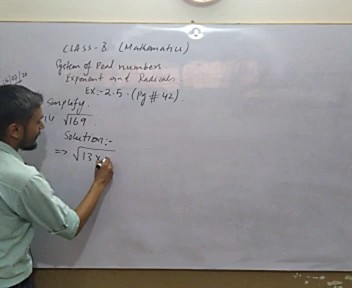 CLASS-8 (Mathematics)
System of Real numbers.
Exponent and Radicals
Ex:- 2.5. (Pg # 42)
Simplify.
√169.
Solution:-
=> √13×